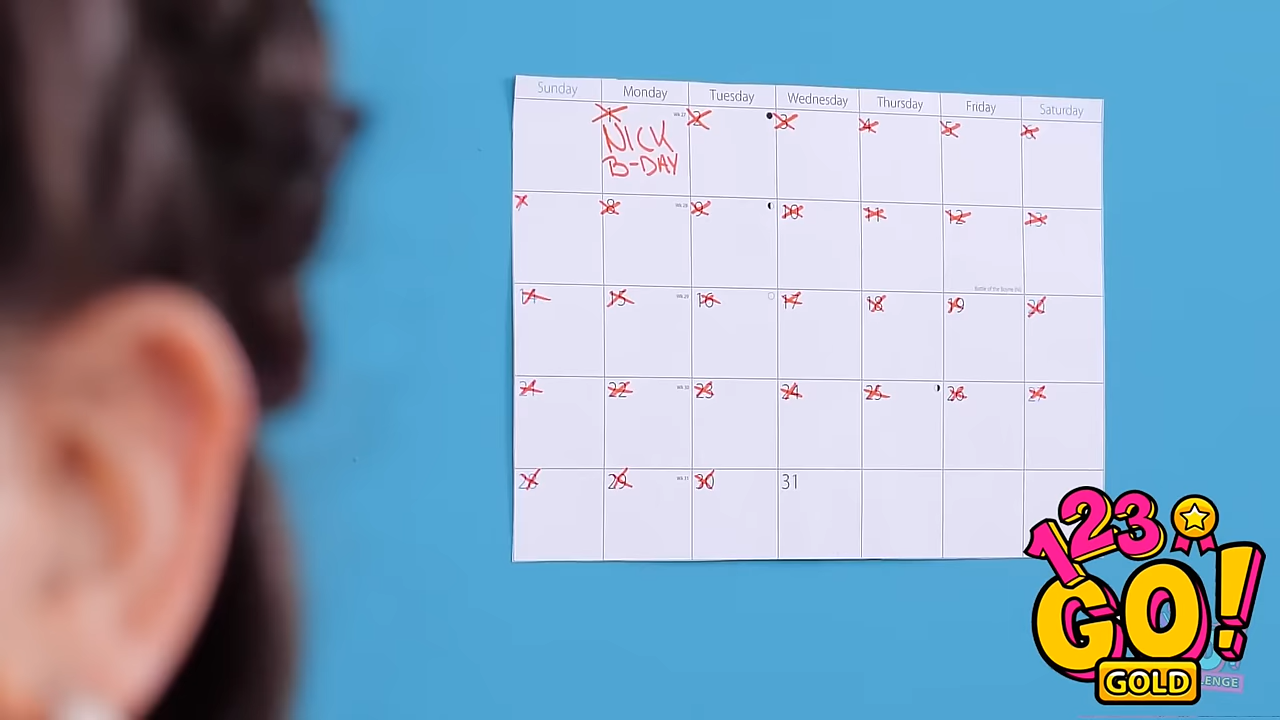 Sunday Monday Tuesday Wednesday Thursday Friday Saturday
1 2 3 4 5 6
NICK
B-DAY
7 8 9 10 11 12 13
14 15 16 17 18 19 20
21 22 23 24 25 26 27
28 29 30 31
123
GO!
GOLD